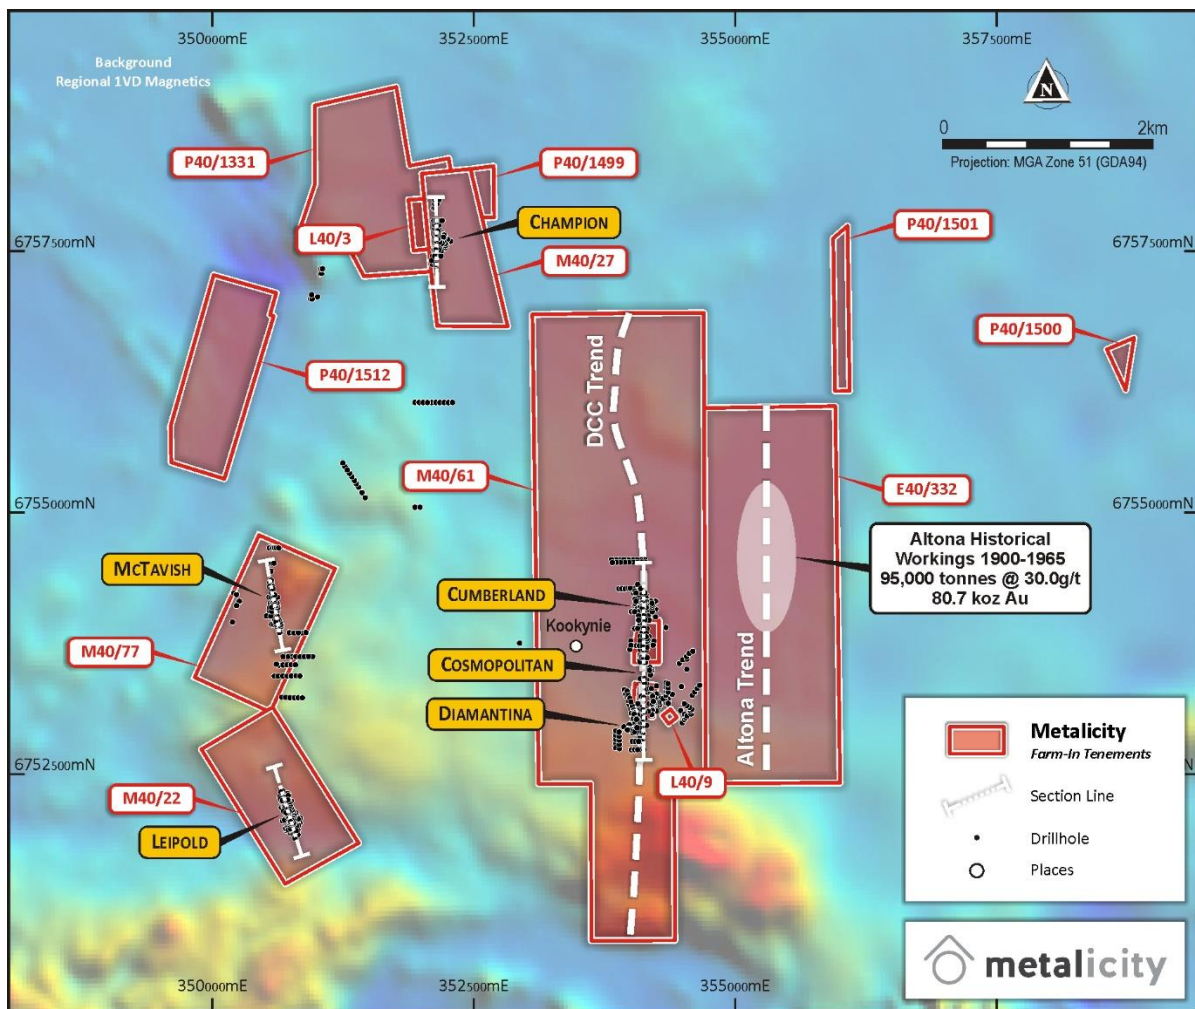 350000mE
352500mE
355000mE
357500mE
Background
Regional 1VD Magnetics
N
0
2km
Projection: MGA Zone 51 (GDA94)
P40/1331
P40/1499
L40/3
CHAMPION
P40/1501
6757500mN
6757500mN
M40/27
P40/1500
P40/1512
DCC Trend
M40/61
E40/332
6755000mN
6755000mN
Altona Historical
Workings 1900-1965
95,000 tonnes @ 30.0g/t
80.7 koz Au
MCTAVISH
CUMBERLAND
Kookynie
M40/77
COSMOPOLITAN
DIAMANTINA
Altona Trend
Metalicity
Farm-In Tenements
6752500mN
6752500mN
L40/9
M40/22
Section Line
LEIPOLD
Drillhole
Places
metalicity
350000mE
352500mE
355000mE